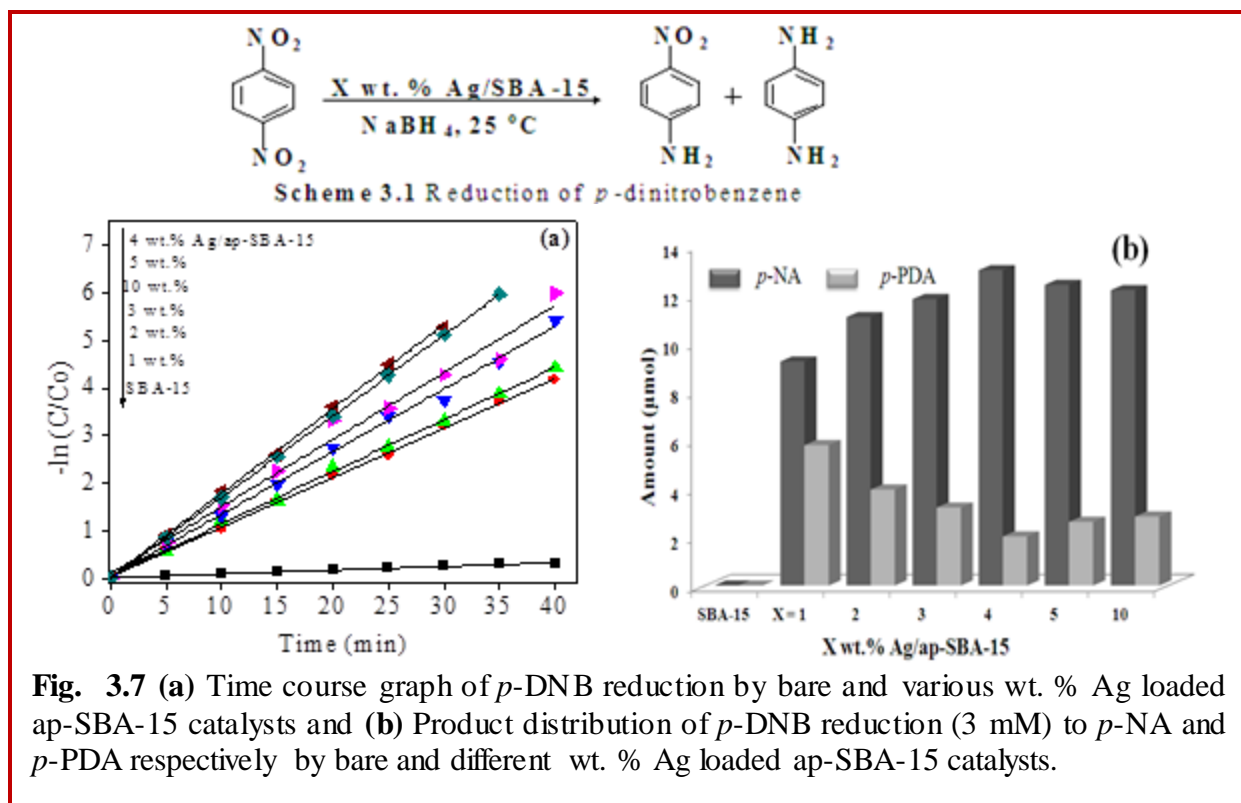 NO₂ NO₂ NH₂
X wt. % Ag/SBA-15
+
NaBH₄, 25 °C
NO₂ NH₂ NH₂
Scheme 3.1 Reduction of p-dinitrobenzene
(a)
4 wt.% Ag/ap-SBA-15
5 wt.%
10 wt.%
3 wt.%
2 wt.%
1 wt.%
SBA-15
7
6
5
4
3
2
1
0
-ln (C/Co)
0 5 10 15 20 25 30 35 40
Time (min)
(b)
p-NA p-PDA
14
12
10
8
6
4
2
0
Amount (µmol)
SBA-15 X=1 2 3 4 5 10
X wt.% Ag/ap-SBA-15
Fig. 3.7 (a) Time course graph of p-DNB reduction by bare and various wt. % Ag loaded
ap-SBA-15 catalysts and (b) Product distribution of p-DNB reduction (3 mM) to p-NA and
p-PDA respectively by bare and different wt. % Ag loaded ap-SBA-15 catalysts.